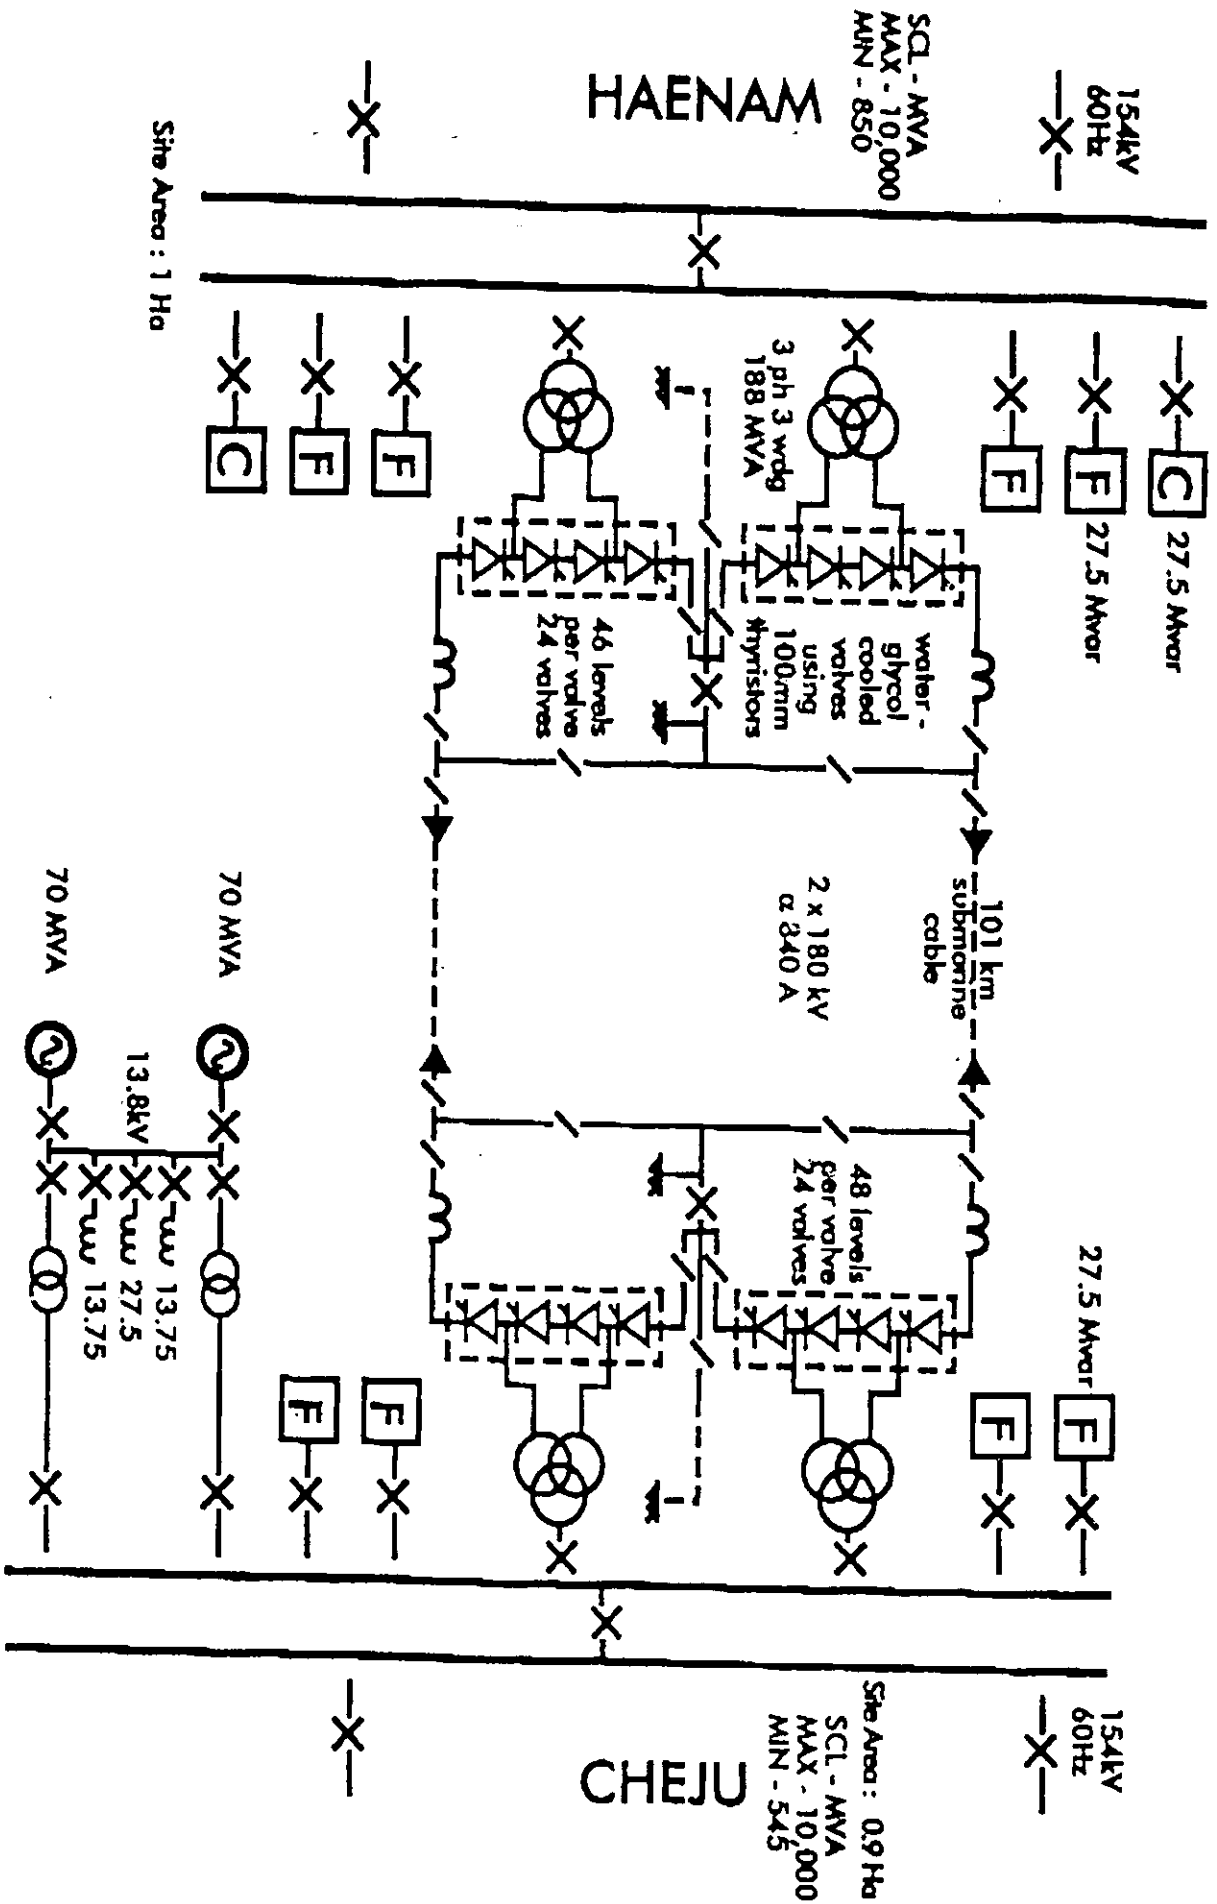 154kV
60Hz
SCL - MVA
MAX - 10,000
MIN - 850
HAENAM
Site Area : 1 Ha
C
27.5 Mvar
F
27.5 Mvar
F
3 ph 3 wdg
188 MVA
F
F
C
water -
glycol
cooled
valves
using
100mm
thyristors
46 levels
per valve
24 valves
101 km
submarine
cable
2 x 180 kV
840 A
70 MVA
70 MVA
13.8kV
13.75
27.5
13.75
48 levels
per valve
24 valves
27.5 Mvar
F
F
F
F
154kV
60Hz
Site Area : 0.9 Ha
SCL - MVA
MAX - 10,000
MIN - 545
CHEJU